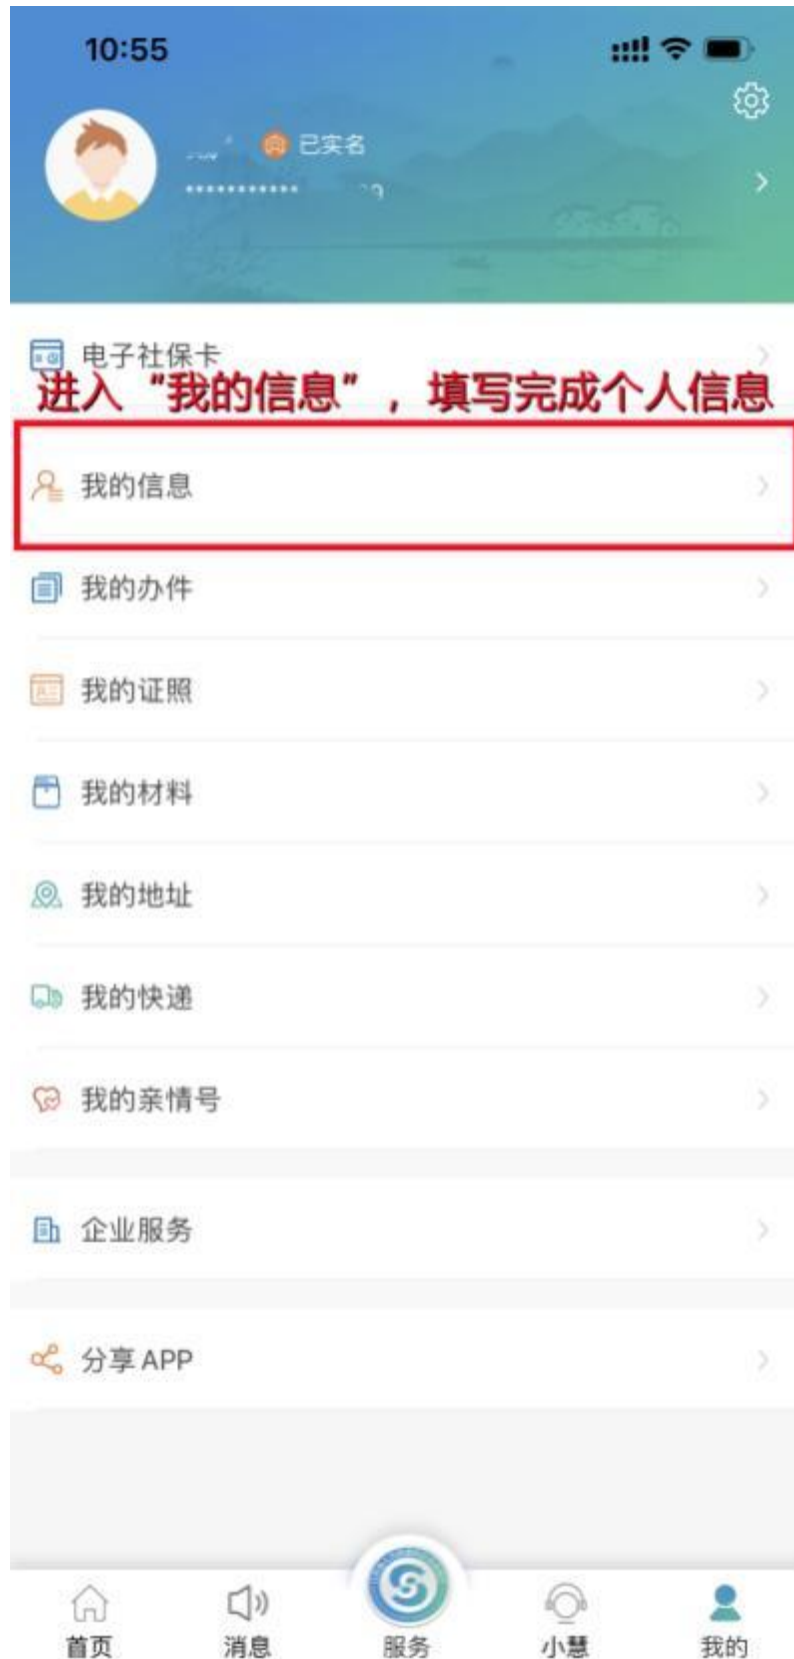 10:55
已实名
***********
电子社保卡
进入“我的信息”，填写完成个人信息
我的信息
我的办件
我的证照
我的材料
我的地址
我的快递
我的亲情号
企业服务
分享APP
首页 消息 服务 小慧 我的